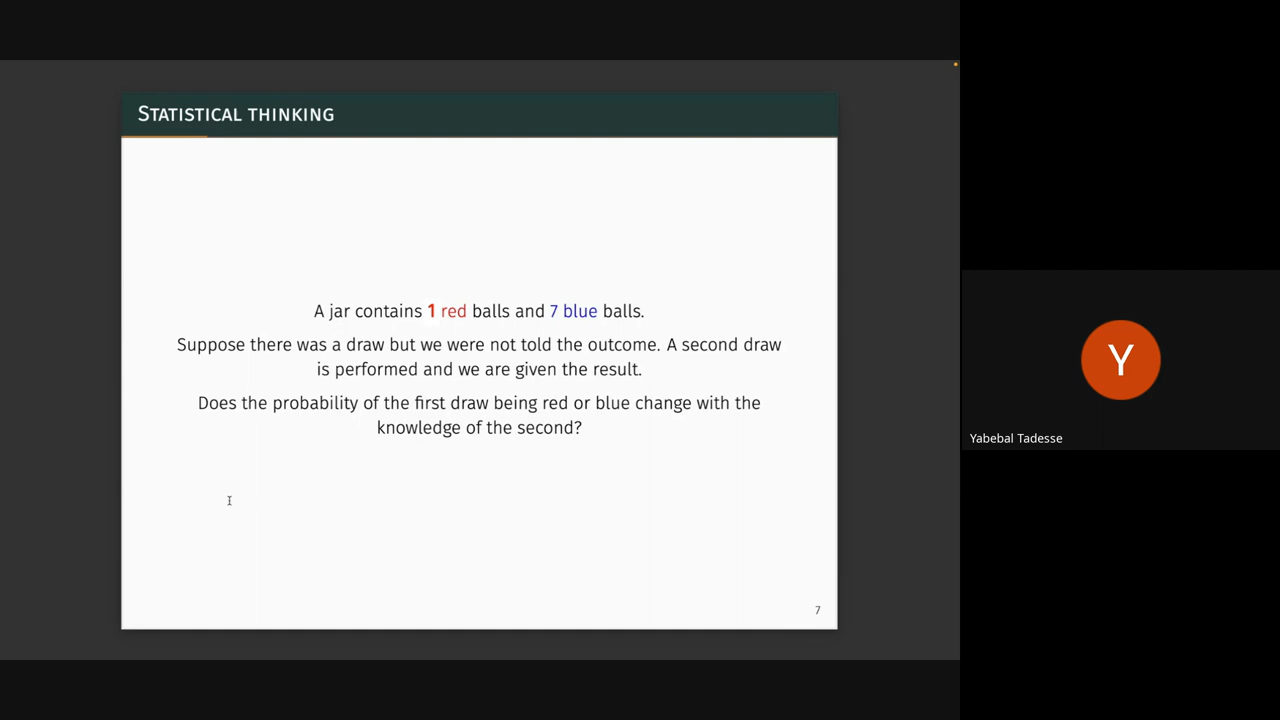 Statistical thinking
A jar contains 1 red balls and 7 blue balls.
Suppose there was a draw but we were not told the outcome. A second draw
is performed and we are given the result.
Does the probability of the first draw being red or blue change with the
knowledge of the second?
7
Y
Yabebal Tadesse